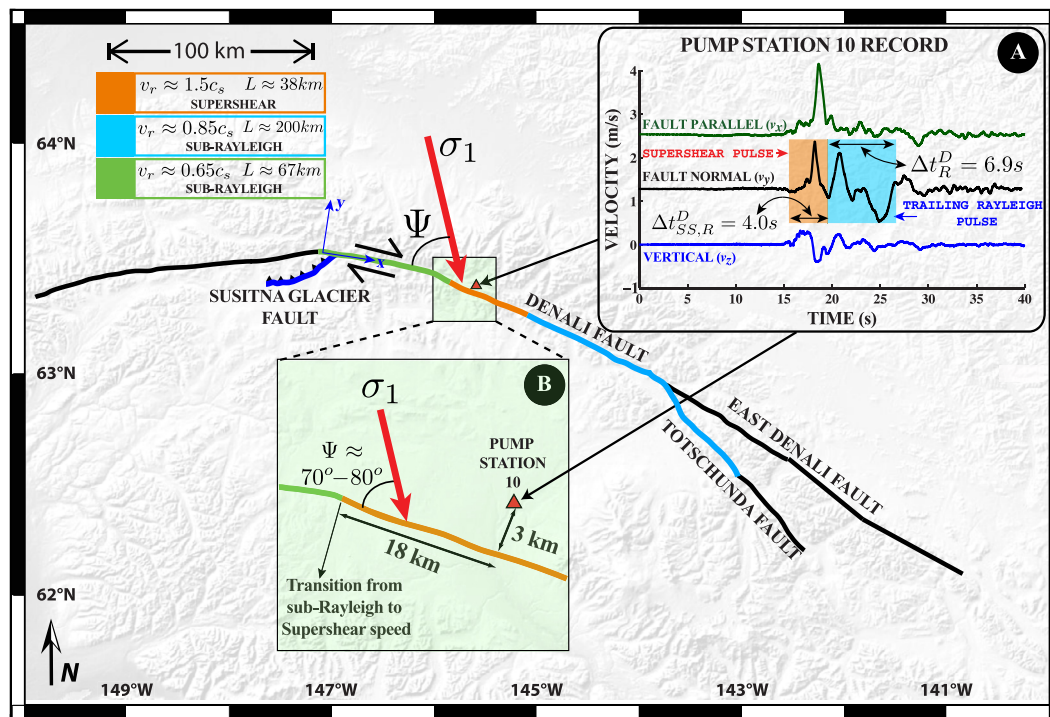 100 km
v_r ≈ 1.5c_s L ≈ 38km
SUPERSHEAR
v_r ≈ 0.85c_s L ≈ 200km
SUB-RAYLEIGH
v_r ≈ 0.65c_s L ≈ 67km
SUB-RAYLEIGH
64°N
63°N
62°N
149°W
147°W
145°W
143°W
141°W
N
σ₁
Ψ
y
x
SUSITNA GLACIER
FAULT
DENALI FAULT
EAST DENALI FAULT
TOTSCHUNDA FAULT
PUMP STATION 10 RECORD
A
VELOCITY (m/s)
4
3
2
1
0
−1
FAULT PARALLEL (vx)
SUPERSHEAR PULSE
FAULT NORMAL (vy)
Δt^D_R = 6.9s
Δt^D_SS,R = 4.0s
TRAILING RAYLEIGH
PULSE
VERTICAL (vz)
0 5 10 15 20 25 30 35 40
TIME (s)
B
σ₁
Ψ ≈
70°−80°
PUMP
STATION
10
3 km
18 km
Transition from
sub-Rayleigh to
Supershear speed